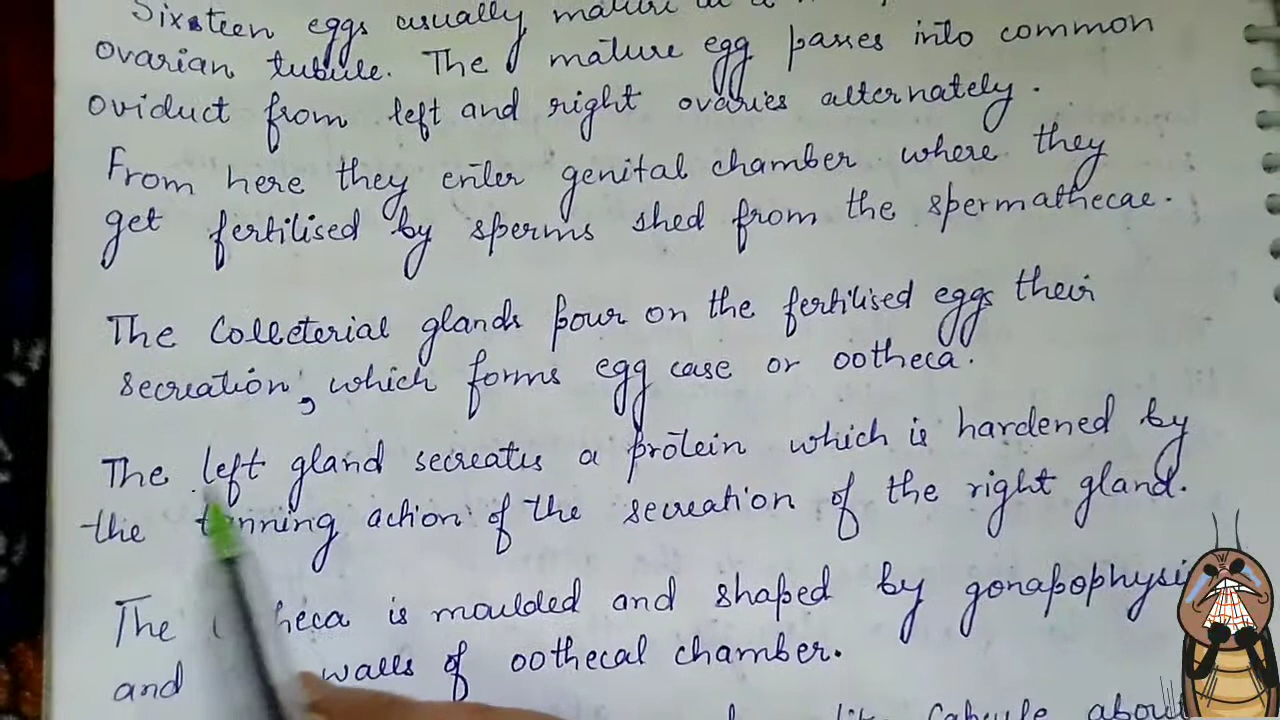 Sixteen eggs usually mature
ovarian tubule. The mature egg passes into common
oviduct from left and right ovaries alternately.
From here they enter genital chamber where they
get fertilised by sperms shed from the spermathecae.
The Colleterial glands pour on the fertilised eggs their
secreation, which forms egg case or ootheca.
The left gland secreates a protein which is hardened by
the tanning action of the secreation of the right gland.
The heca is moulded and shaped by gonapophysi
and walls of oothecal chamber.
Capsule about